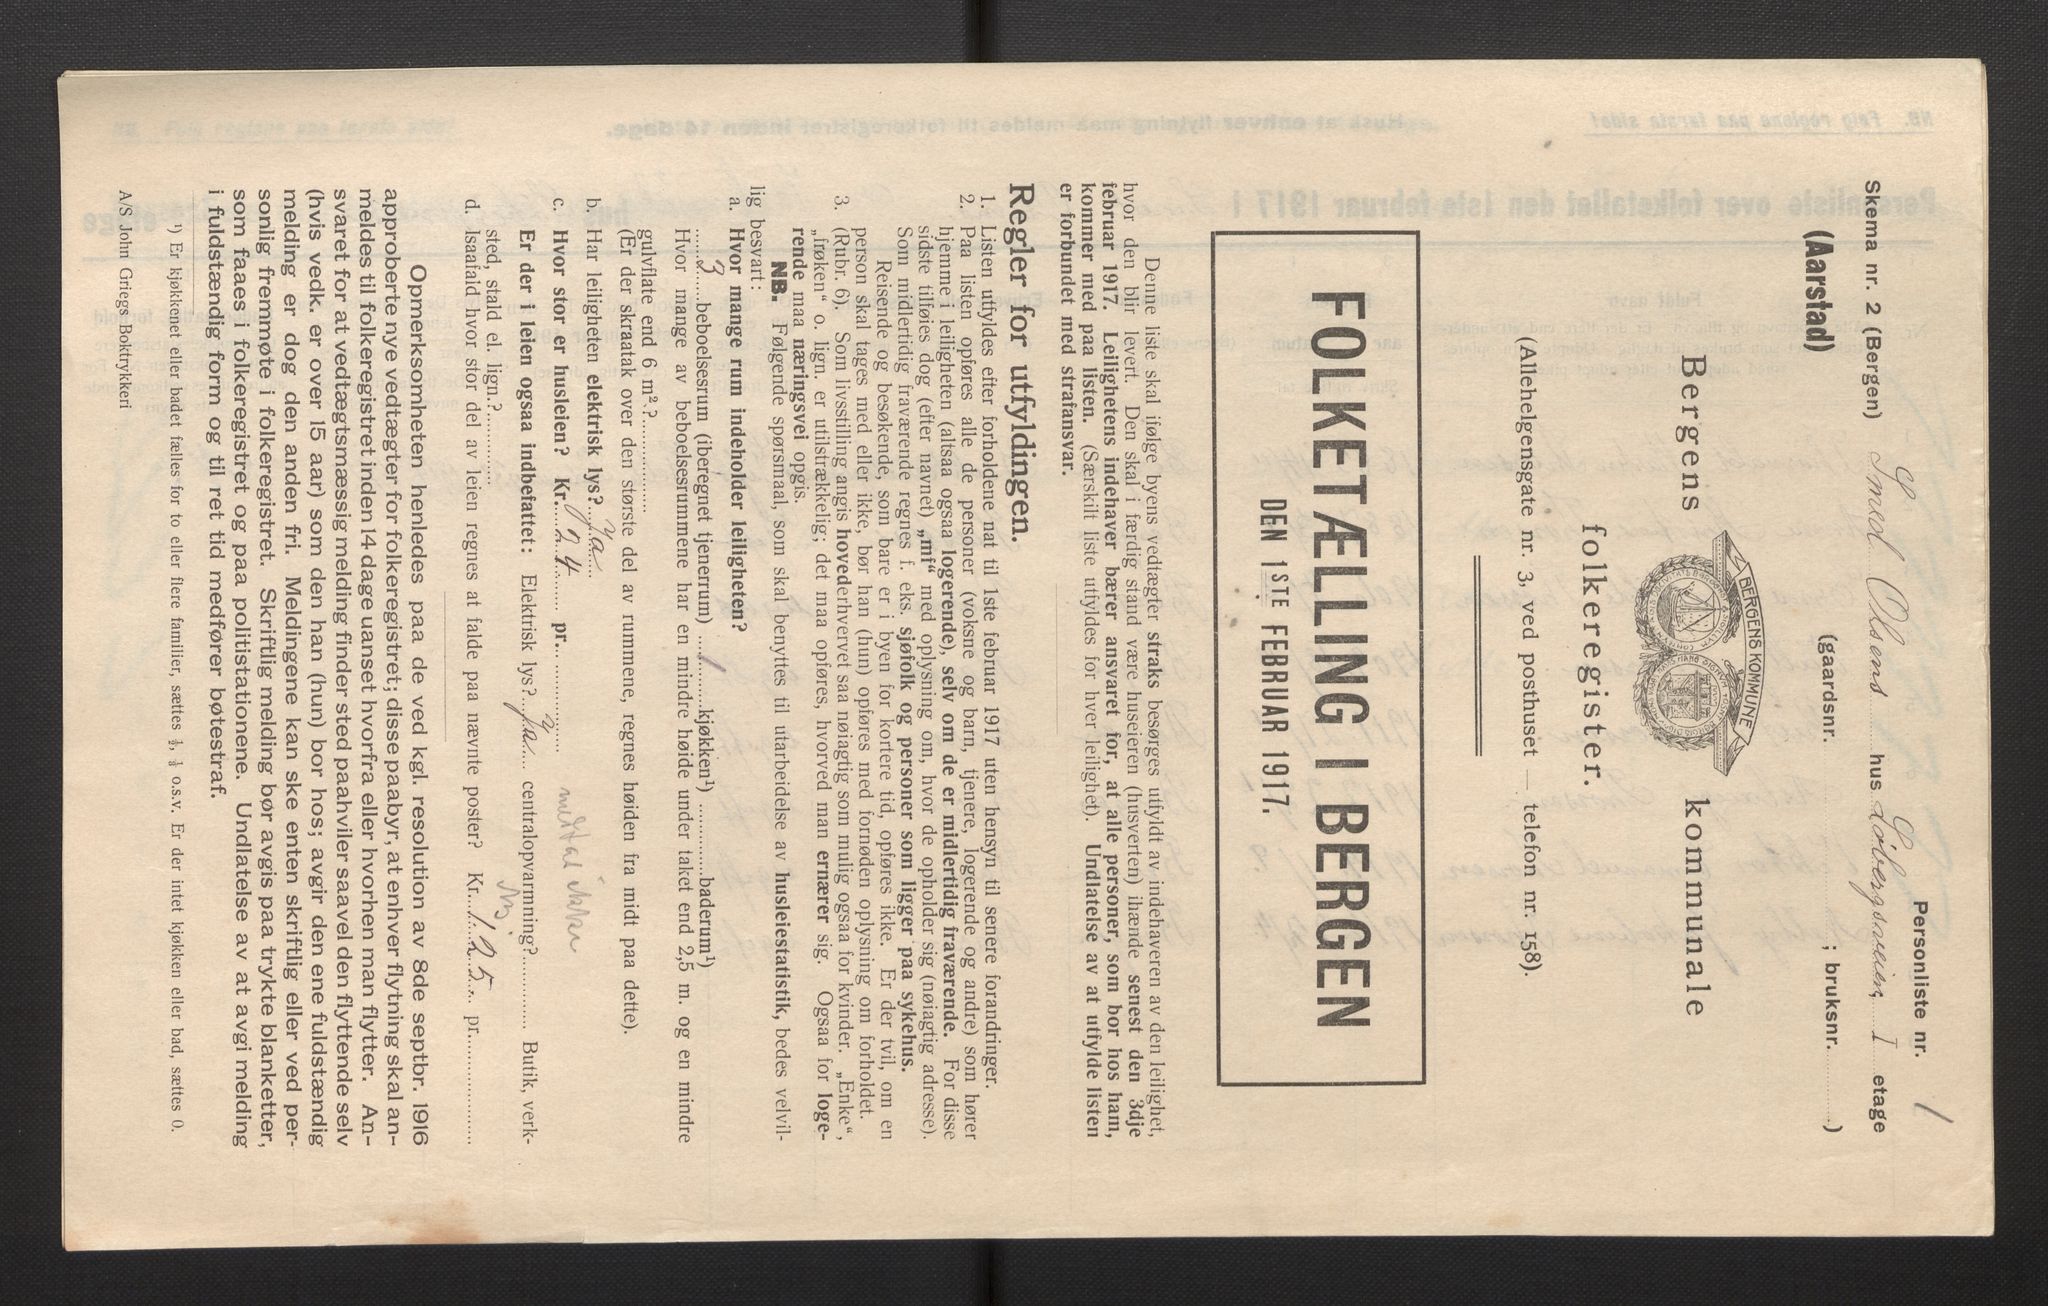 Personliste nr. 1
Skema nr. 2 (Bergen) Smed Olsens hus Løbergsveien, I etage
(Aarstad) (gaardsnr. ; bruksnr. )
BERGENS KOMMUNE
Bergens kommunale
folkeregister.
(Allehelgensgate nr. 3, ved posthuset — telefon nr. 158).
FOLKETÆLLING I BERGEN
DEN 1STE FEBRUAR 1917.
Denne liste skal ifølge byens vedtægter straks besørges utfyldt av indehaveren av den leilighet,
hvor den blir levert. Den skal i færdig stand være huseieren (husverten) ihænde senest den 3dje
februar 1917. Leilighetens indehaver bærer ansvaret for, at alle personer, som bor hos ham,
kommer med paa listen. (Særskilt liste utfyldes for hver leilighet). Undlatelse av at utfylde listen
er forbundet med strafansvar.
Regler for utfyldingen.
1. Listen utfyldes efter forholdene nat til 1ste februar 1917 uten hensyn til senere forandringer.
2. Paa listen opføres alle de personer (voksne og barn, tjenere, logerende og andre) som hører
hjemme i leiligheten (altsaa ogsaa logerende), selv om de er midlertidig fraværende. For disse
sidste tilføies dog (efter navnet) „mf" med oplysning om, hvor de opholder sig (nøiagtig adresse).
Som midlertidig fraværende regnes f. eks. sjøfolk og personer som ligger paa sykehus.
Reisende og besøkende, som bare er i byen for kortere tid, opføres ikke. Er der tvil, om en
person skal tages med eller ikke, bør han (hun) opføres med fornøden oplysning om forholdet.
3. (Rubr. 6). Som livsstilling angis hovederhvervet saa nøiagtig som mulig ogsaa for kvinder. „Enke",
„frøken" o. lign. er utilstrækkelig; det maa opføres, hvorved man ernærer sig. Ogsaa for loge-
rende maa næringsvei opgis.
NB. Følgende spørsmaal, som skal benyttes til utarbeidelse av husleiestatistik, bedes velvil-
lig besvart:
a. Hvor mange rum indeholder leiligheten?
3 beboelsesrum (iberegnet tjenerrum) 1 kjøkken¹) baderum¹)
Hvor mange av beboelsesrummene har en mindre høide under taket end 2,5 m. og en mindre
gulvflate end 6 m².?
(Er der skraatak over den største del av rummene, regnes høiden fra midt paa dette).
b. Har leiligheten elektrisk lys? Ja
c. Hvor stor er husleien? Kr. 24 pr.
Er der i leien ogsaa indbefattet: Elektrisk lys? Ja centralopvarmning? Nej Butik, verk-
sted, stald el. lign.?
d. Isaafald hvor stor del av leien regnes at falde paa nævnte poster? Kr. 1.25. pr.
Opmerksomheten henledes paa de ved kgl. resolution av 8de septbr. 1916
approberte nye vedtægter for folkeregistret; disse paabyr, at enhver flytning skal an-
meldes til folkeregistret inden 14 dage uanset hvorfra eller hvorhen man flytter. An-
svaret for at vedtægtsmæssig melding finder sted paahviler saavel den flyttende selv
(hvis vedk. er over 15 aar) som den han (hun) bor hos; avgir den ene fuldstændig
melding er dog den anden fri. Meldingene kan ske enten skriftlig eller ved per-
sonlig fremmøte i folkeregistret. Skriftlig melding bør avgis paa trykte blanketter,
som faaes i folkeregistret og paa politistationene. Undlatelse av at avgi melding
i fuldstændig form og til ret tid medfører bøtestraf.
¹) Er kjøkkenet eller badet fælles for to eller flere familier, sættes ½, ⅓ o.s.v. Er der intet kjøkken eller bad, sættes 0.
A/S John Griegs Boktrykkeri